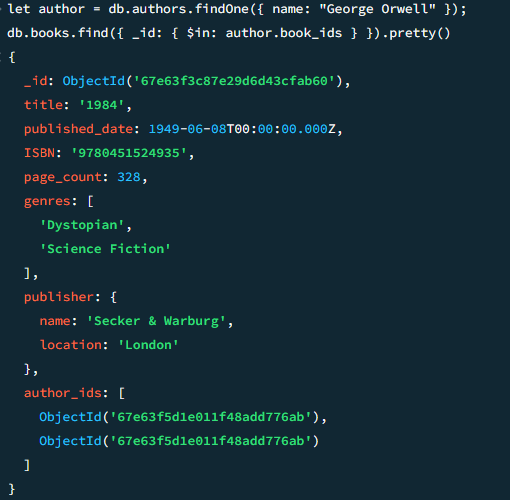 let author = db.authors.findOne({ name: "George Orwell" });
db.books.find({ _id: { $in: author.book_ids } }).pretty()
{
  _id: ObjectId('67e63f3c87e29d6d43cfab60'),
  title: '1984',
  published_date: 1949-06-08T00:00:00.000Z,
  ISBN: '9780451524935',
  page_count: 328,
  genres: [
    'Dystopian',
    'Science Fiction'
  ],
  publisher: {
    name: 'Secker & Warburg',
    location: 'London'
  },
  author_ids: [
    ObjectId('67e63f5d1e011f48add776ab'),
    ObjectId('67e63f5d1e011f48add776ab')
  ]
}